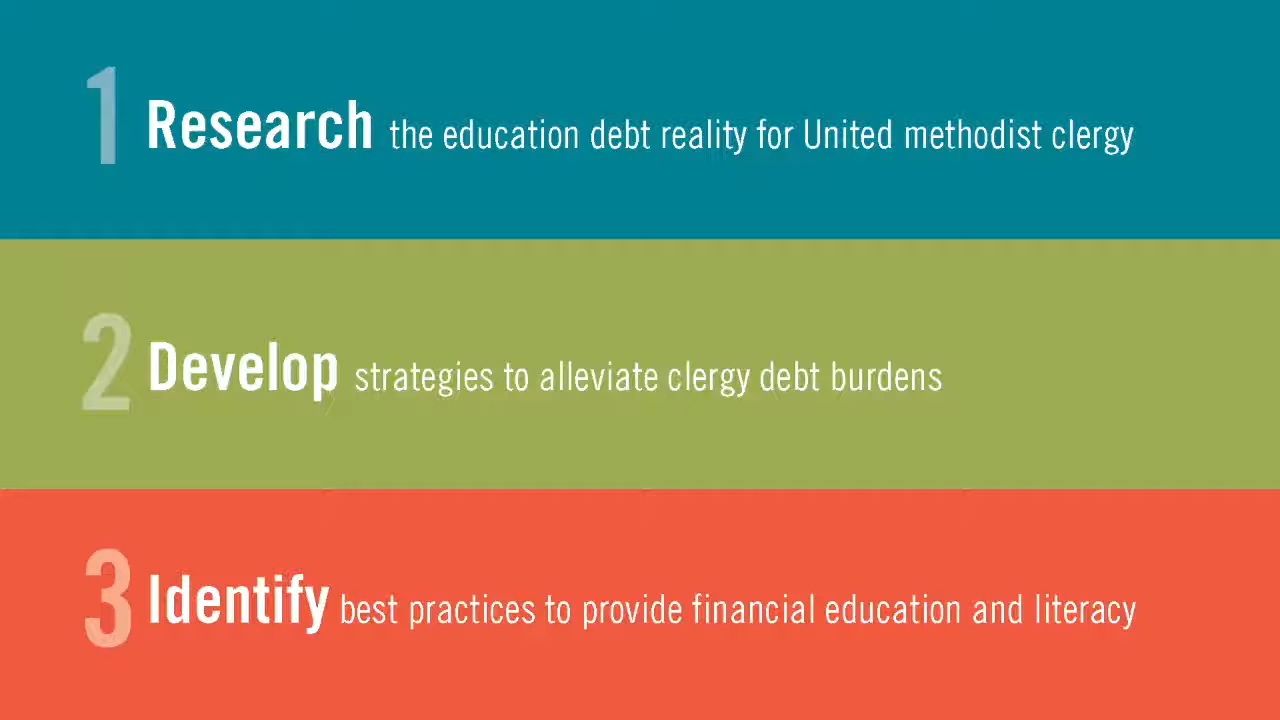 1 Research the education debt reality for United methodist clergy
2 Develop strategies to alleviate clergy debt burdens
3 Identify best practices to provide financial education and literacy